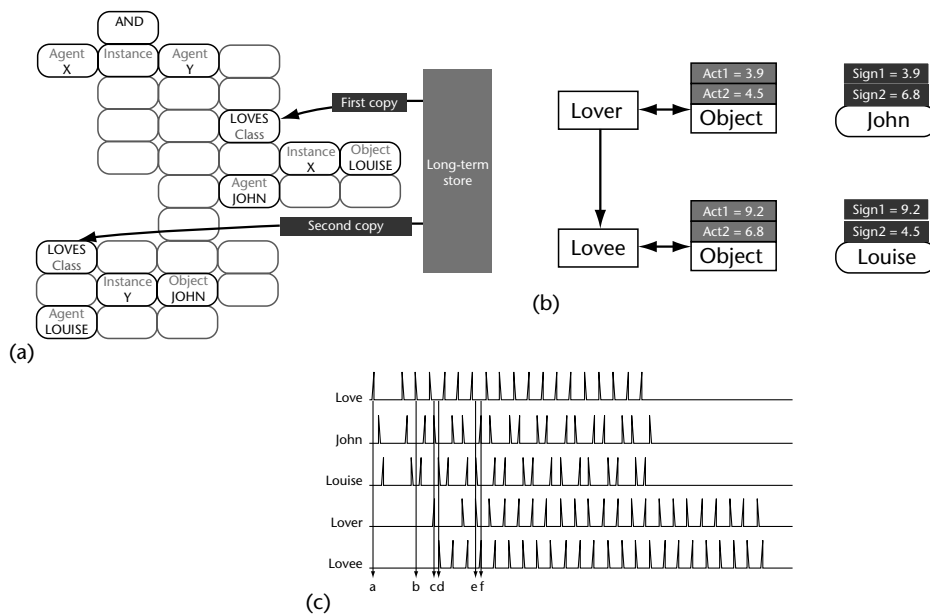 AND
Agent Instance Agent
X Y
First copy
LOVES
Class
Instance Object
X LOUISE
Long-term
store
Agent
JOHN
Second copy
LOVES
Class
Instance Object
Y JOHN
Agent
LOUISE
(a)
Act1 = 3.9 Sign1 = 3.9
Act2 = 4.5 Sign2 = 6.8
Lover Object John
Act1 = 9.2 Sign1 = 9.2
Act2 = 6.8 Sign2 = 4.5
Lovee Object Louise
(b)
Love
John
Louise
Lover
Lovee
a b c d e f
(c)